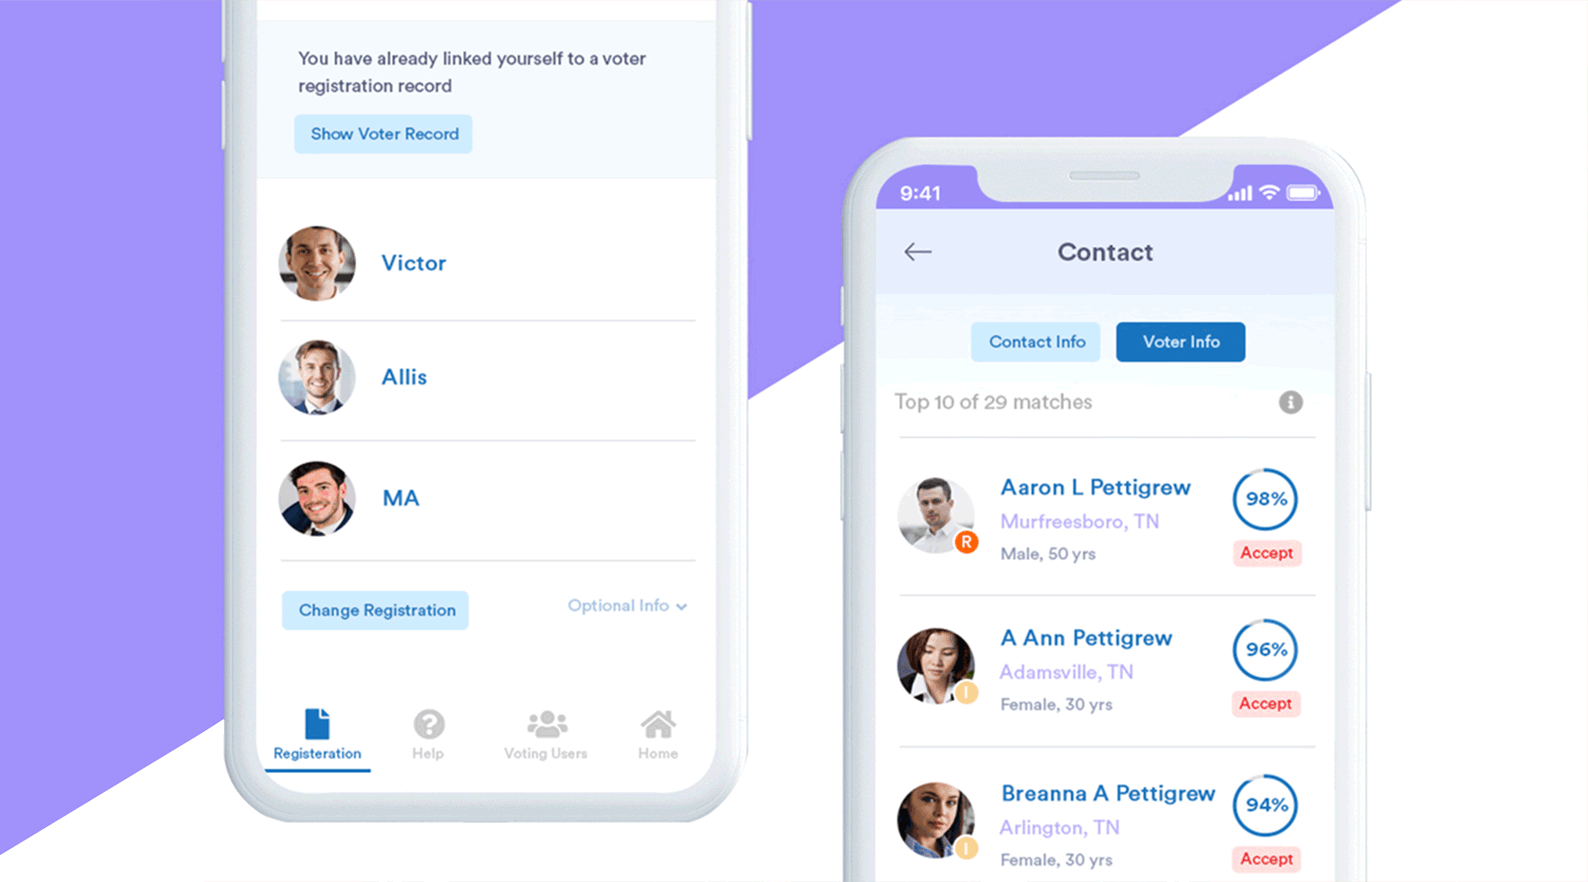 You have already linked yourself to a voter
registration record
Show Voter Record
Victor
Allis
MA
Change Registration
Optional Info
Registeration
Help
Voting Users
Home
9:41
Contact
Contact Info
Voter Info
Top 10 of 29 matches
Aaron L Pettigrew
Murfreesboro, TN
Male, 50 yrs
R
98%
Accept
A Ann Pettigrew
Adamsville, TN
Female, 30 yrs
I
96%
Accept
Breanna A Pettigrew
Arlington, TN
Female, 30 yrs
I
94%
Accept